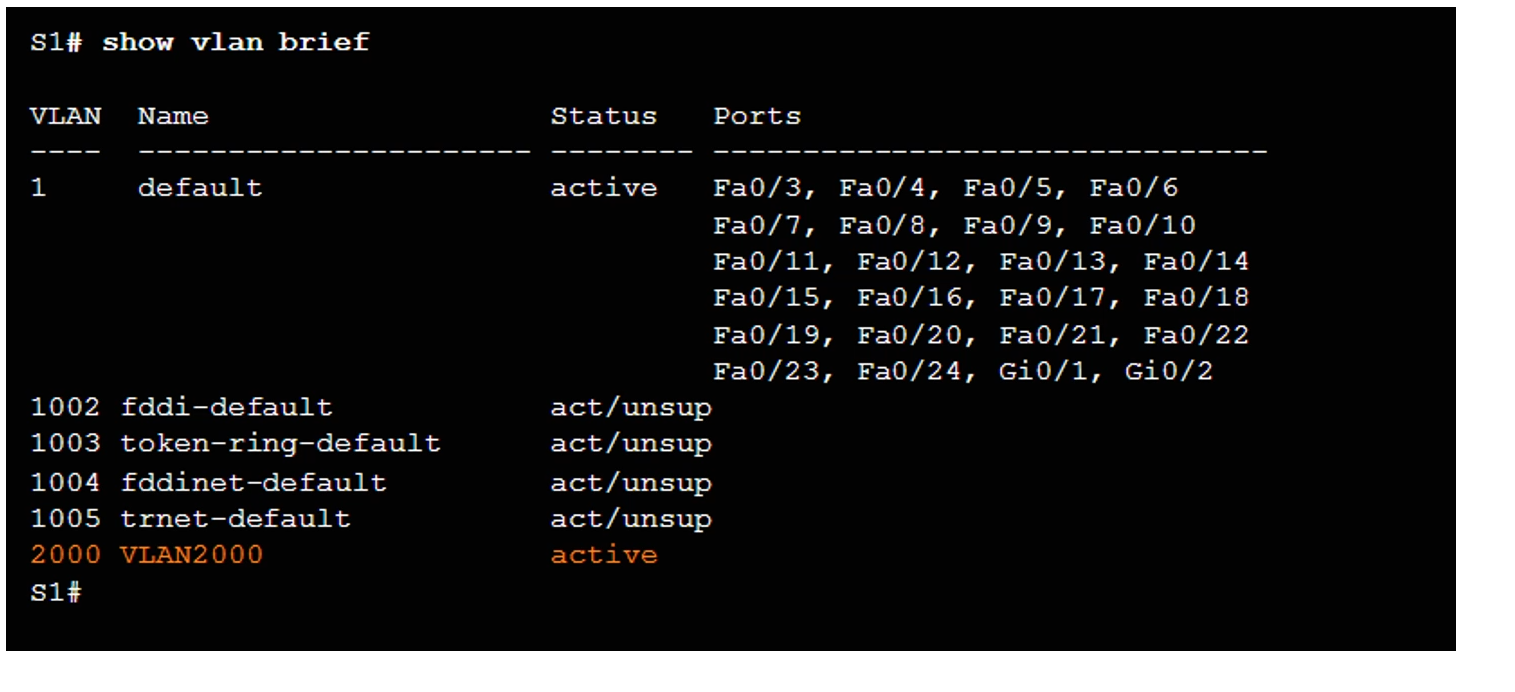 S1# show vlan brief
VLAN  Name                   Status   Ports
----  ---------------------- -------- -------------------------------
1     default                active   Fa0/3, Fa0/4, Fa0/5, Fa0/6
                                      Fa0/7, Fa0/8, Fa0/9, Fa0/10
                                      Fa0/11, Fa0/12, Fa0/13, Fa0/14
                                      Fa0/15, Fa0/16, Fa0/17, Fa0/18
                                      Fa0/19, Fa0/20, Fa0/21, Fa0/22
                                      Fa0/23, Fa0/24, Gi0/1, Gi0/2
1002 fddi-default            act/unsup
1003 token-ring-default      act/unsup
1004 fddinet-default         act/unsup
1005 trnet-default           act/unsup
2000 VLAN2000                active
S1#